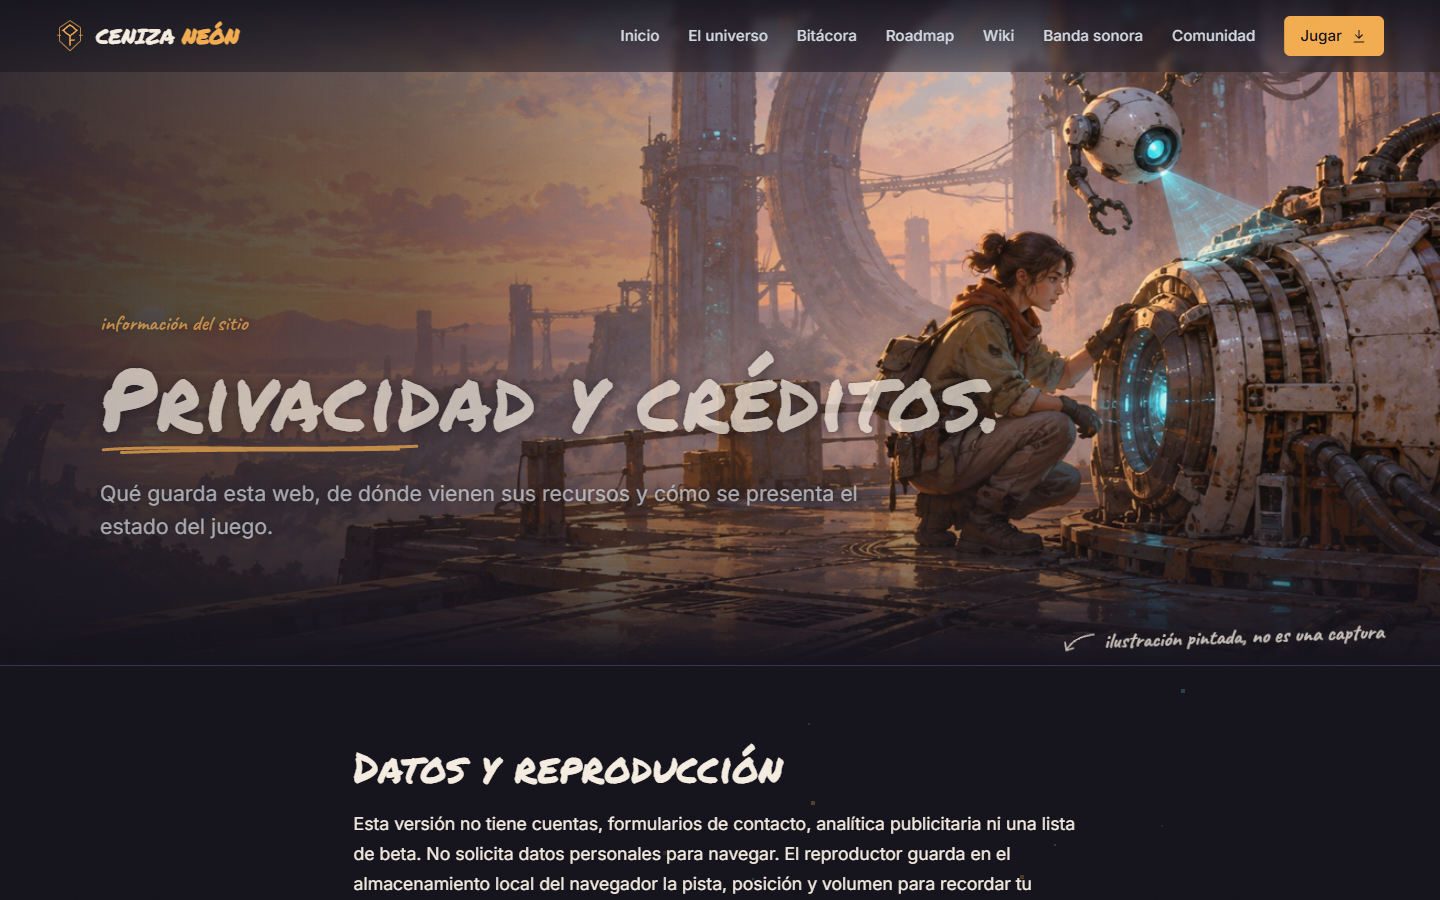 CENIZA NEÓN
Inicio
El universo
Bitácora
Roadmap
Wiki
Banda sonora
Comunidad
Jugar
información del sitio
Privacidad y créditos.
Qué guarda esta web, de dónde vienen sus recursos y cómo se presenta el
estado del juego.
ilustración pintada, no es una captura
Datos y reproducción
Esta versión no tiene cuentas, formularios de contacto, analítica publicitaria ni una lista
de beta. No solicita datos personales para navegar. El reproductor guarda en el
almacenamiento local del navegador la pista, posición y volumen para recordar tu